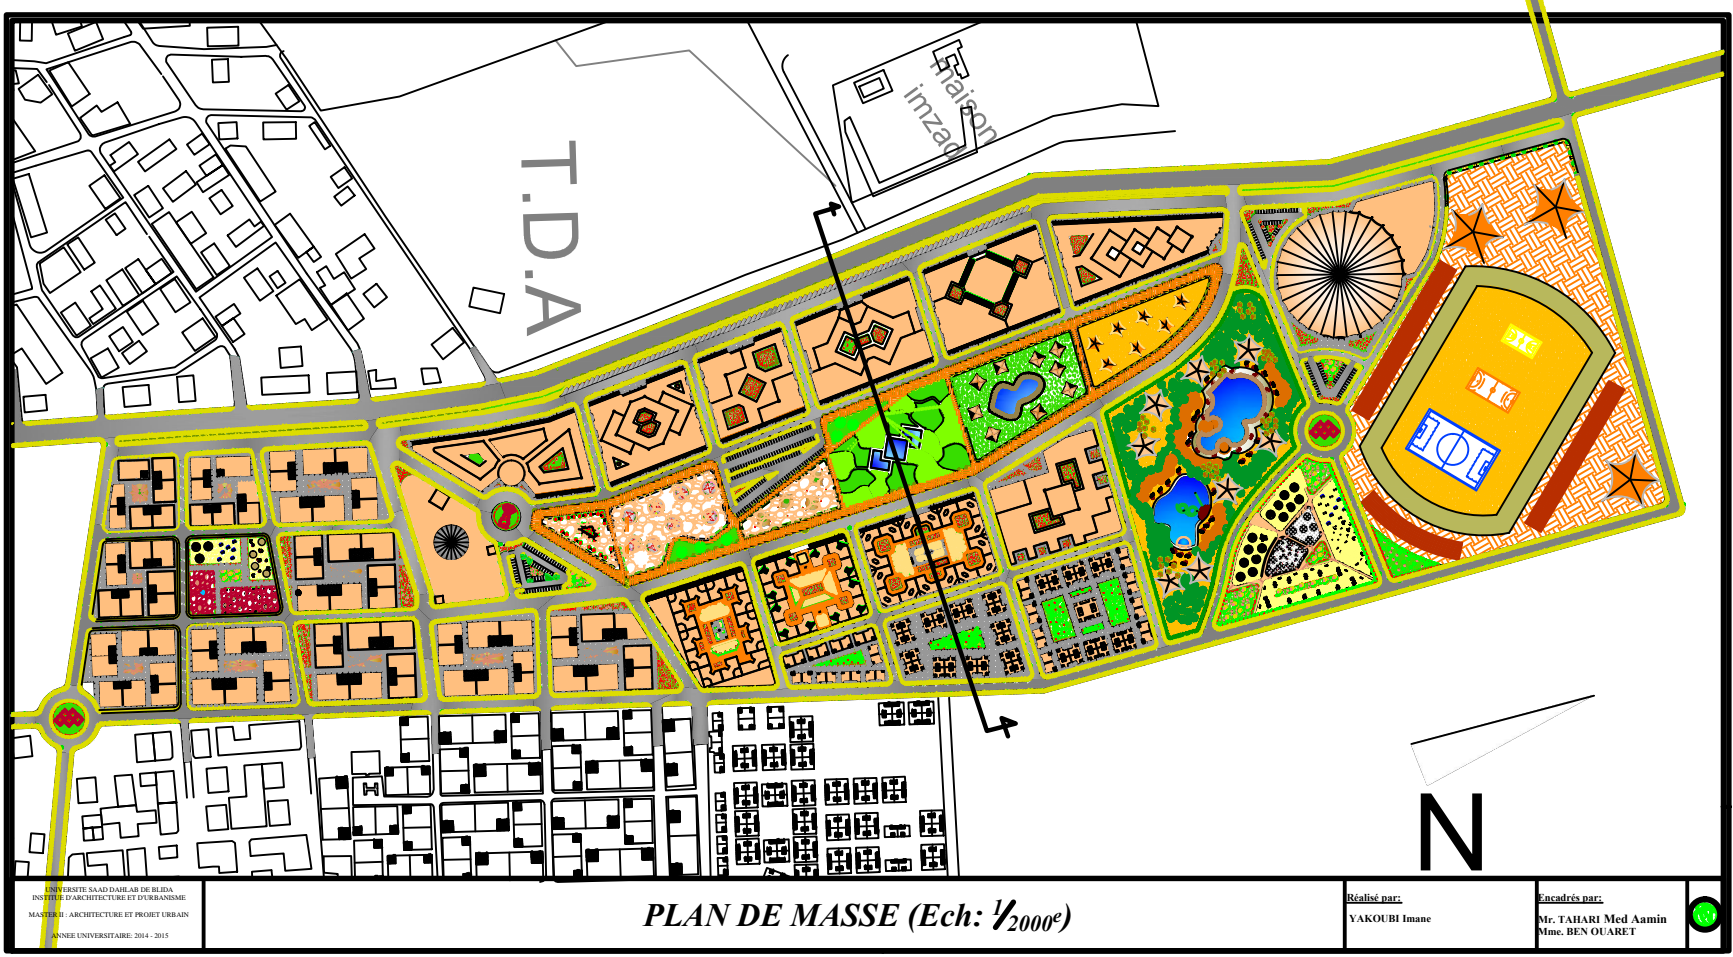 T.D.A
maison
imzad
N
UNIVERSITE SAAD DAHLAB DE BLIDA
INSTITUE D'ARCHITECTURE ET D'URBANISME
MASTER II : ARCHITECTURE ET PROJET URBAIN
ANNEE UNIVERSITAIRE: 2014 - 2015
PLAN DE MASSE (Ech: 1/2000e)
Réalisé par:
YAKOUBI Imane
Encadrés par:
Mr. TAHARI Med Aamin
Mme. BEN OUARET